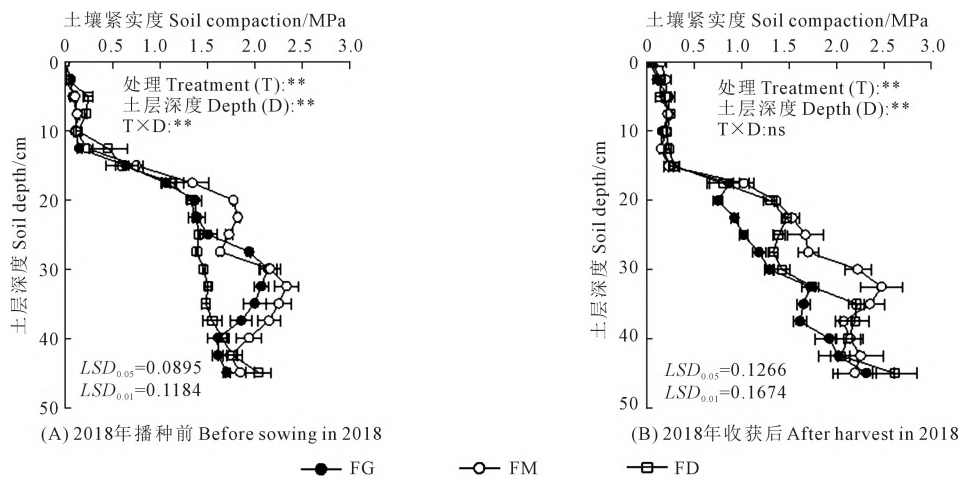 土壤紧实度 Soil compaction/MPa
0 0.5 1.0 1.5 2.0 2.5 3.0
0
10
20
30
40
50
土层深度 Soil depth/cm
处理 Treatment (T):**
土层深度 Depth (D):**
T×D:**
LSD0.05=0.0895
LSD0.01=0.1184
(A) 2018年播种前 Before sowing in 2018
土壤紧实度 Soil compaction/MPa
0 0.5 1.0 1.5 2.0 2.5 3.0
0
10
20
30
40
50
土层深度 Soil depth/cm
处理 Treatment (T):**
土层深度 Depth (D):**
T×D:ns
LSD0.05=0.1266
LSD0.01=0.1674
(B) 2018年收获后 After harvest in 2018
FG FM FD